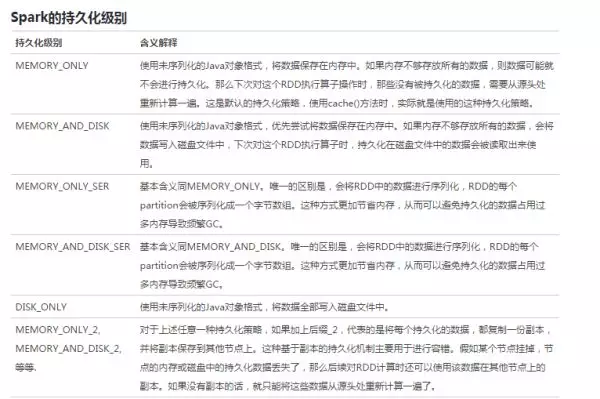 Spark的持久化级别
持久化级别 含义解释
MEMORY_ONLY 使用未序列化的Java对象格式，将数据保存在内存中。如果内存不够存放所有的数据，则数据可能就
不会进行持久化。那么下次对这个RDD执行算子操作时，那些没有被持久化的数据，需要从源头处
重新计算一遍。这是默认的持久化策略，使用cache()方法时，实际就是使用的这种持久化策略。
MEMORY_AND_DISK 使用未序列化的Java对象格式，优先尝试将数据保存在内存中。如果内存不够存放所有的数据，会将
数据写入磁盘文件中，下次对这个RDD执行算子时，持久化在磁盘文件中的数据会被读取出来使
用。
MEMORY_ONLY_SER 基本含义同MEMORY_ONLY。唯一的区别是，会将RDD中的数据进行序列化，RDD的每个
partition会被序列化成一个字节数组。这种方式更加节省内存，从而可以避免持久化的数据占用过
多内存导致频繁GC。
MEMORY_AND_DISK_SER 基本含义同MEMORY_AND_DISK。唯一的区别是，会将RDD中的数据进行序列化，RDD的每个
partition会被序列化成一个字节数组。这种方式更加节省内存，从而可以避免持久化的数据占用过
多内存导致频繁GC。
DISK_ONLY 使用未序列化的Java对象格式，将数据全部写入磁盘文件中。
MEMORY_ONLY_2, 对于上述任意一种持久化策略，如果加上后缀_2，代表的是将每个持久化的数据，都复制一份副本，
MEMORY_AND_DISK_2, 并将副本保存到其他节点上。这种基于副本的持久化机制主要用于进行容错。假如某个节点挂掉，节
等等. 点的内存或磁盘中的持久化数据丢失了，那么后续对RDD计算时还可以使用该数据在其他节点上的
副本。如果没有副本的话，就只能将这些数据从源头处重新计算一遍了。